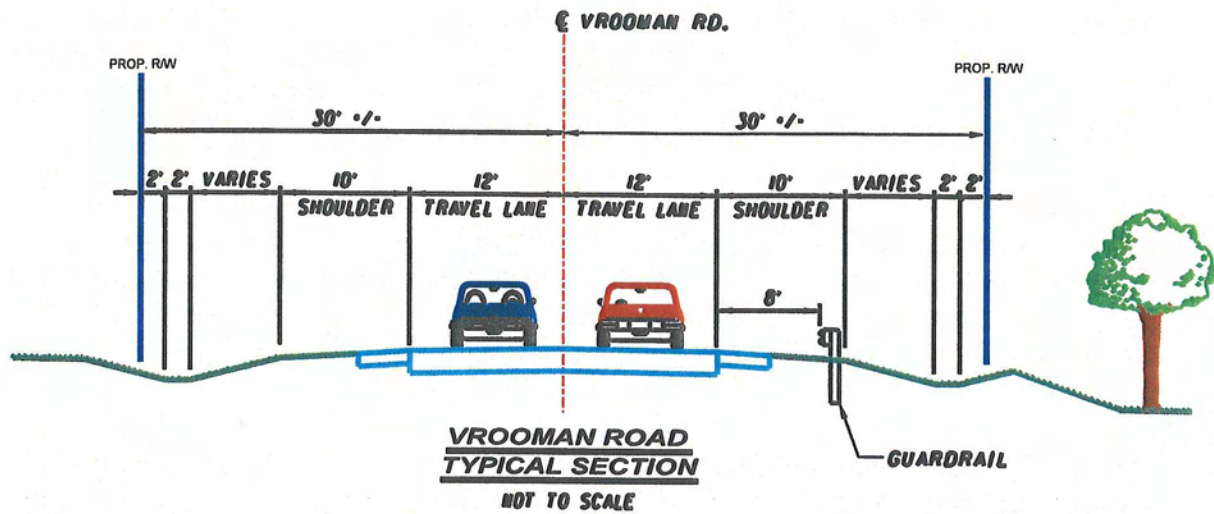 ℄ VROOMAN RD.
PROP. R/W
PROP. R/W
30' +/-
30' +/-
2' 2' VARIES 10' 12' 12' 10' VARIES 2' 2'
SHOULDER TRAVEL LANE TRAVEL LANE SHOULDER
8'
VROOMAN ROAD
TYPICAL SECTION
NOT TO SCALE
GUARDRAIL